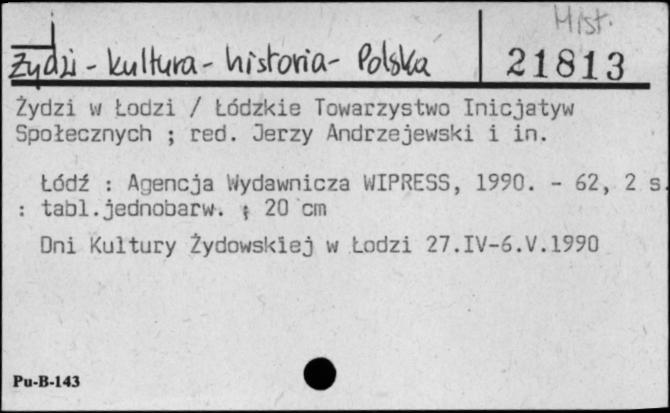 Hist.
Żydzi - kultura - historia - Polska
21813
Żydzi w Łodzi / Łódzkie Towarzystwo Inicjatyw
Społecznych ; red. Jerzy Andrzejewski i in.
Łódź : Agencja Wydawnicza WIPRESS, 1990. - 62, 2 s.
: tabl.jednobarw. ; 20 cm
Dni Kultury Żydowskiej w Łodzi 27.IV-6.V.1990
Pu-B-143